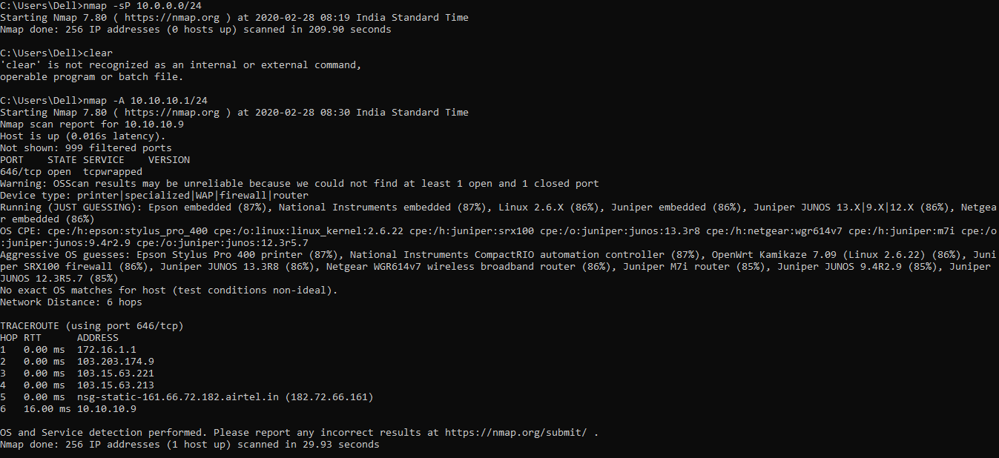 C:\Users\Dell>nmap -sP 10.0.0.0/24
Starting Nmap 7.80 ( https://nmap.org ) at 2020-02-28 08:19 India Standard Time
Nmap done: 256 IP addresses (0 hosts up) scanned in 209.90 seconds

C:\Users\Dell>clear
'clear' is not recognized as an internal or external command,
operable program or batch file.

C:\Users\Dell>nmap -A 10.10.10.1/24
Starting Nmap 7.80 ( https://nmap.org ) at 2020-02-28 08:30 India Standard Time
Nmap scan report for 10.10.10.9
Host is up (0.016s latency).
Not shown: 999 filtered ports
PORT    STATE SERVICE    VERSION
646/tcp open  tcpwrapped
Warning: OSScan results may be unreliable because we could not find at least 1 open and 1 closed port
Device type: printer|specialized|WAP|firewall|router
Running (JUST GUESSING): Epson embedded (87%), National Instruments embedded (87%), Linux 2.6.X (86%), Juniper embedded (86%), Juniper JUNOS 13.X|9.X|12.X (86%), Netgea
r embedded (86%)
OS CPE: cpe:/h:epson:stylus_pro_400 cpe:/o:linux:linux_kernel:2.6.22 cpe:/h:juniper:srx100 cpe:/o:juniper:junos:13.3r8 cpe:/h:netgear:wgr614v7 cpe:/h:juniper:m7i cpe:/o
:juniper:junos:9.4r2.9 cpe:/o:juniper:junos:12.3r5.7
Aggressive OS guesses: Epson Stylus Pro 400 printer (87%), National Instruments CompactRIO automation controller (87%), OpenWrt Kamikaze 7.09 (Linux 2.6.22) (86%), Juni
per SRX100 firewall (86%), Juniper JUNOS 13.3R8 (86%), Netgear WGR614v7 wireless broadband router (86%), Juniper M7i router (85%), Juniper JUNOS 9.4R2.9 (85%), Juniper
JUNOS 12.3R5.7 (85%)
No exact OS matches for host (test conditions non-ideal).
Network Distance: 6 hops

TRACEROUTE (using port 646/tcp)
HOP RTT      ADDRESS
1   0.00 ms  172.16.1.1
2   0.00 ms  103.203.174.9
3   0.00 ms  103.15.63.221
4   0.00 ms  103.15.63.213
5   0.00 ms  nsg-static-161.66.72.182.airtel.in (182.72.66.161)
6   16.00 ms 10.10.10.9

OS and Service detection performed. Please report any incorrect results at https://nmap.org/submit/ .
Nmap done: 256 IP addresses (1 host up) scanned in 29.93 seconds